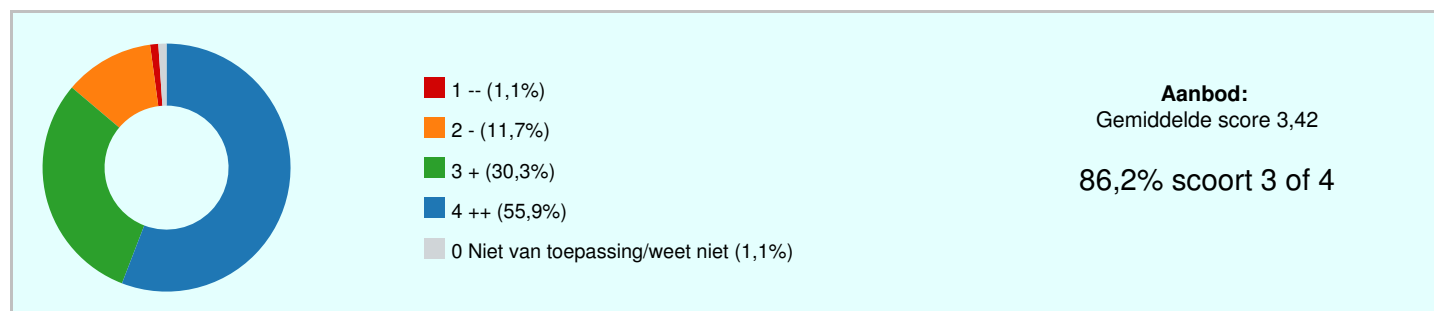 1 -- (1,1%)
2 - (11,7%)
3 + (30,3%)
4 ++ (55,9%)
0 Niet van toepassing/weet niet (1,1%)
Aanbod:
Gemiddelde score 3,42
86,2% scoort 3 of 4